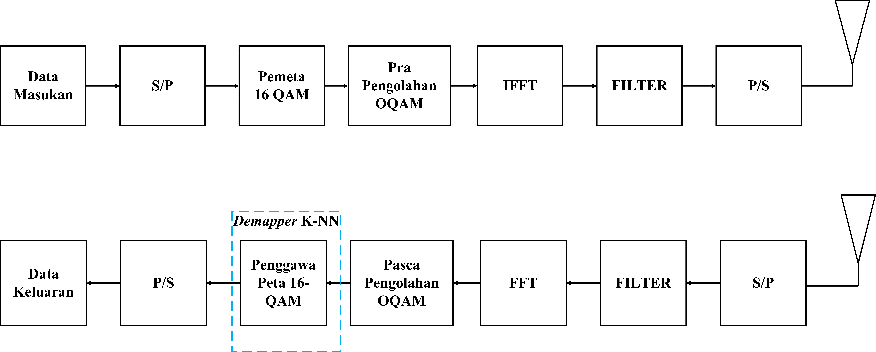 Data
Masukan
S/P
Pemeta
16 QAM
Pra
Pengolahan
OQAM
IFFT
FILTER
P/S
Demapper K-NN
Data
Keluaran
P/S
Penggawa
Peta 16-
QAM
Pasca
Pengolahan
OQAM
FFT
FILTER
S/P